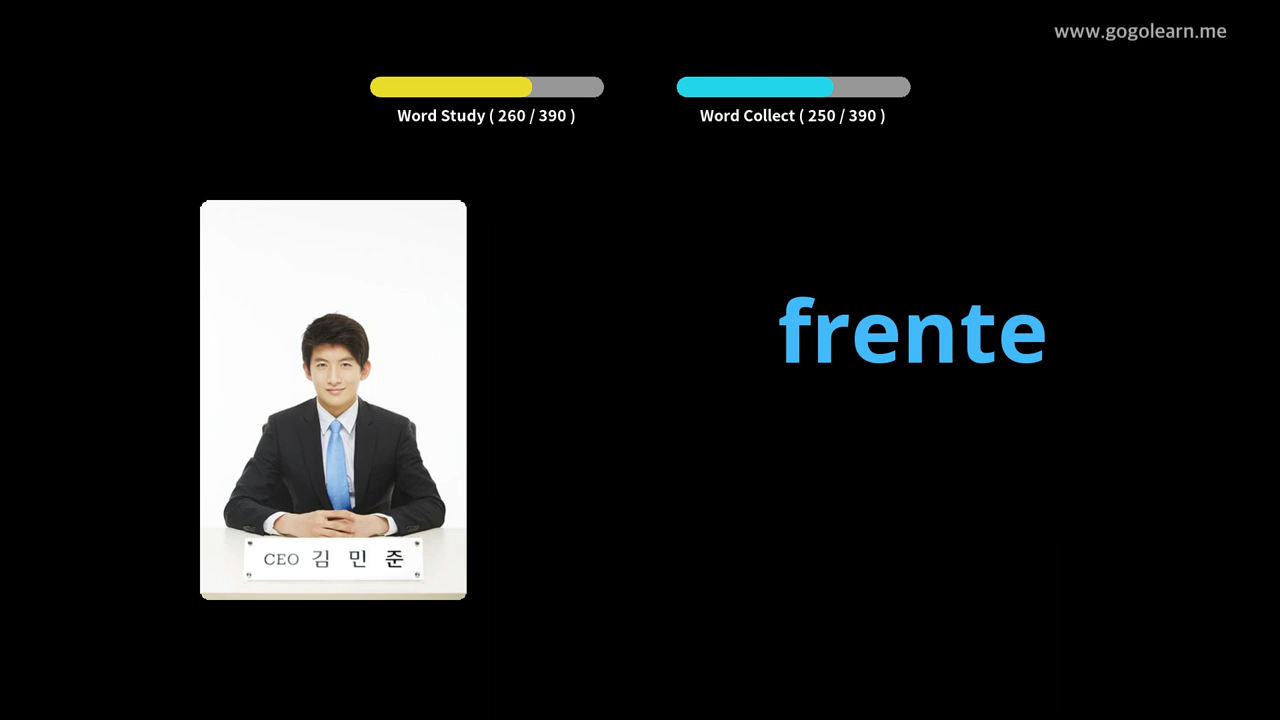 www.gogolearn.me
Word Study ( 260 / 390 )
Word Collect ( 250 / 390 )
frente
CEO 김 민 준